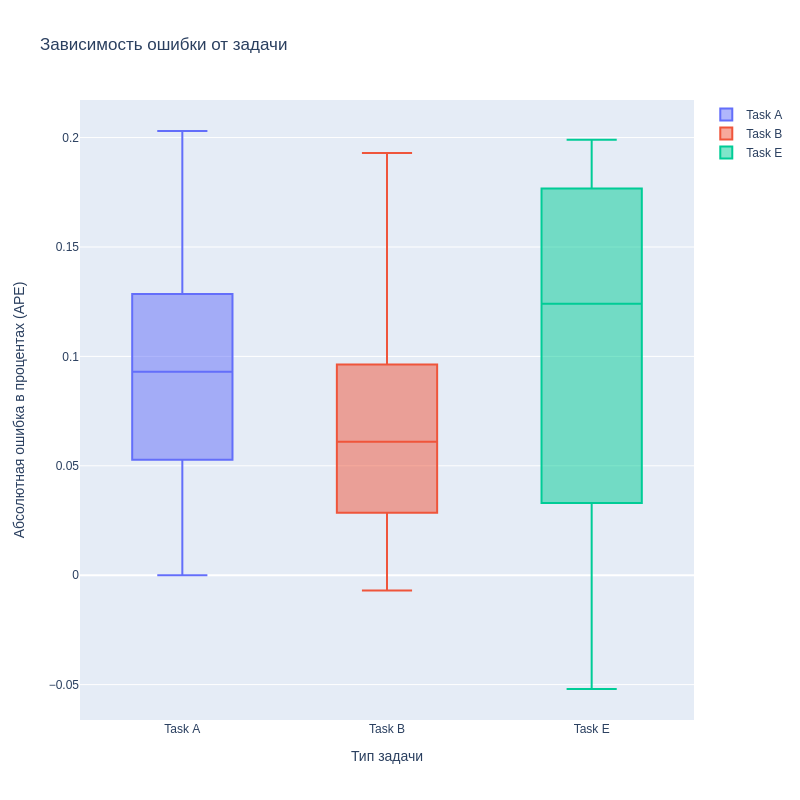 Зависимость ошибки от задачи
Task A
Task B
Task E
Абсолютная ошибка в процентах (APE)
0.2
0.15
0.1
0.05
0
−0.05
Task A
Task B
Task E
Тип задачи